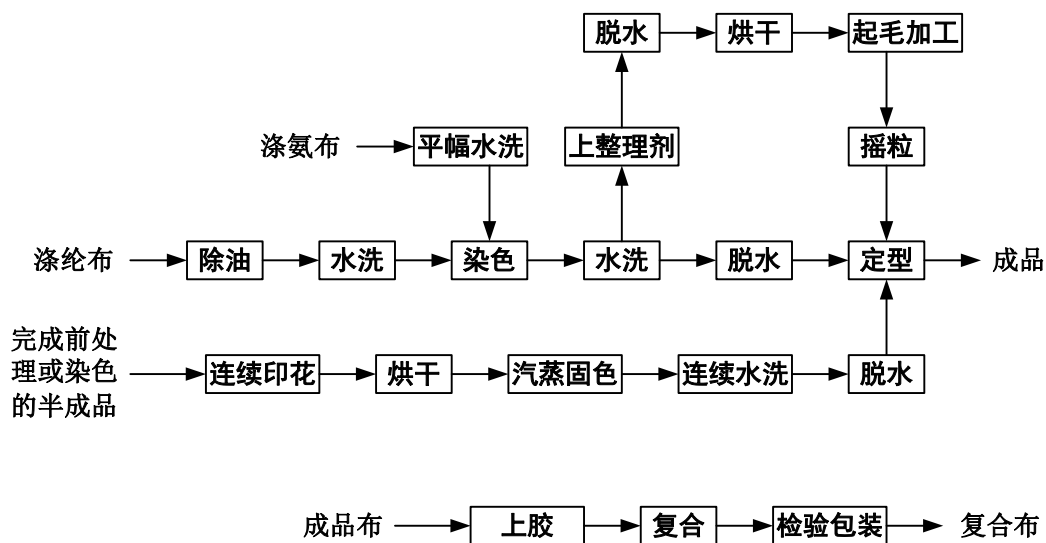 脱水
烘干
起毛加工
涤氨布
平幅水洗
上整理剂
摇粒
涤纶布
除油
水洗
染色
水洗
脱水
定型
成品
完成前处
理或染色
的半成品
连续印花
烘干
汽蒸固色
连续水洗
脱水
成品布
上胶
复合
检验包装
复合布